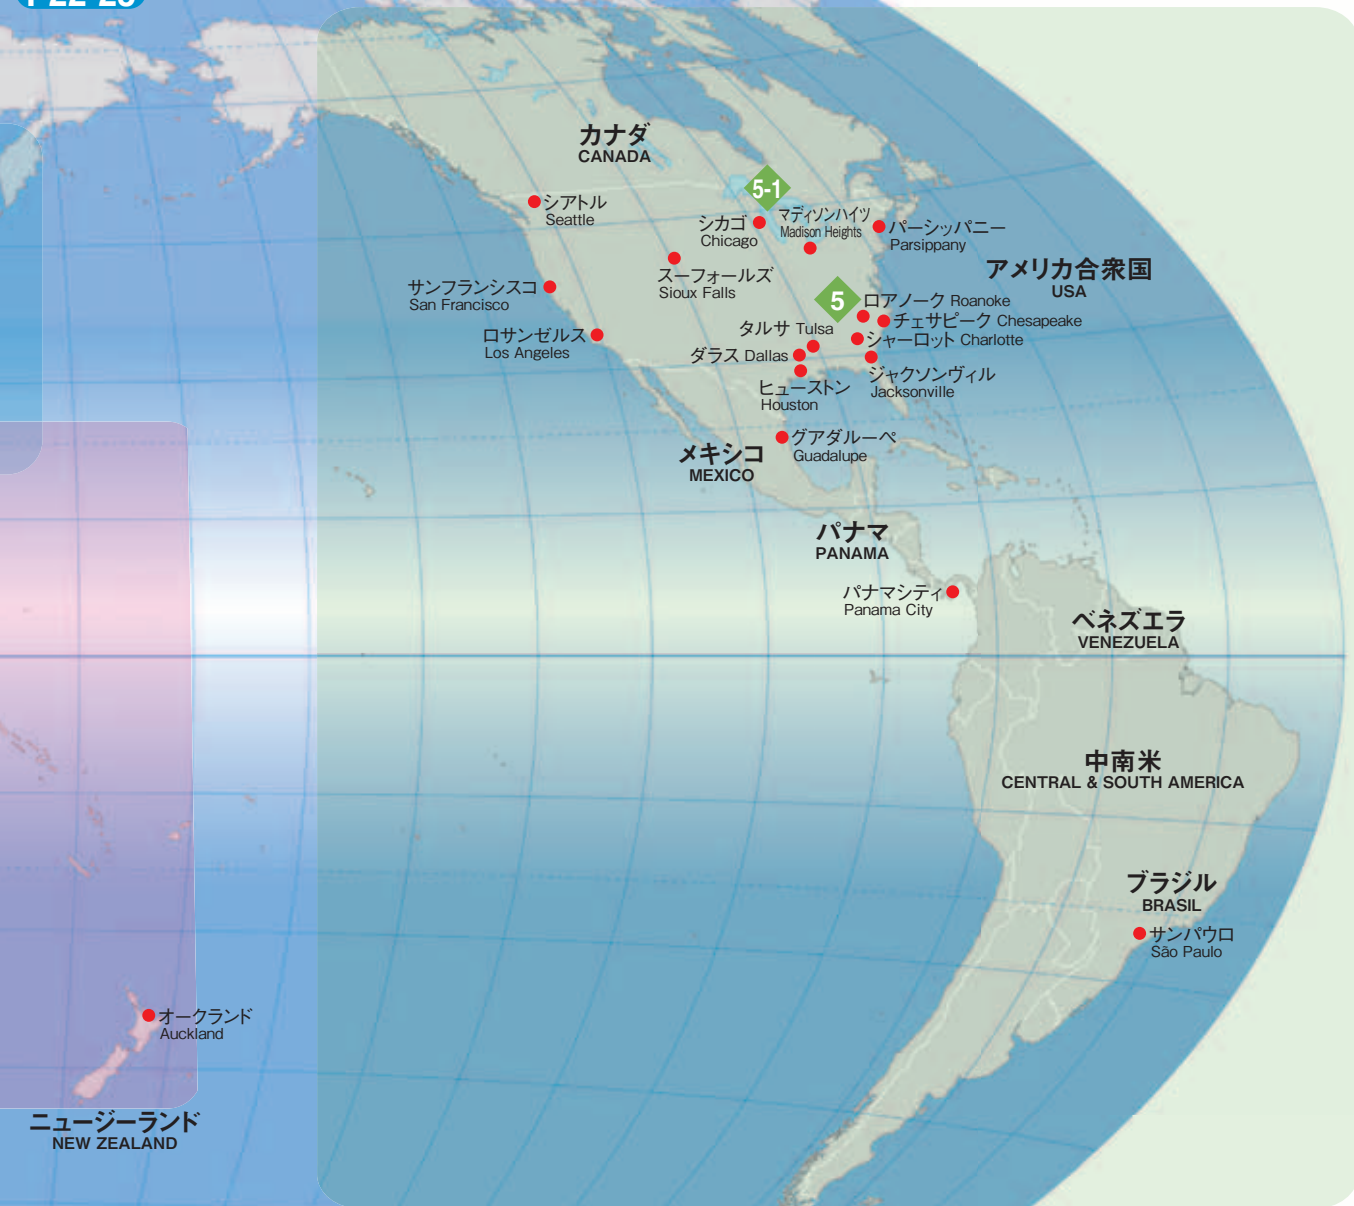 カナダ
CANADA
5-1
シアトル
Seattle
シカゴ
Chicago
マディソンハイツ
Madison Heights
パーシッパニー
Parsippany
スーフォールズ
Sioux Falls
アメリカ合衆国
USA
サンフランシスコ
San Francisco
5
ロアノーク Roanoke
チェサピーク Chesapeake
ロサンゼルス
Los Angeles
タルサ Tulsa
シャーロット Charlotte
ダラス Dallas
ジャクソンヴィル
Jacksonville
ヒューストン
Houston
グアダルーペ
Guadalupe
メキシコ
MEXICO
パナマ
PANAMA
パナマシティ
Panama City
ベネズエラ
VENEZUELA
中南米
CENTRAL & SOUTH AMERICA
ブラジル
BRASIL
サンパウロ
São Paulo
オークランド
Auckland
ニュージーランド
NEW ZEALAND